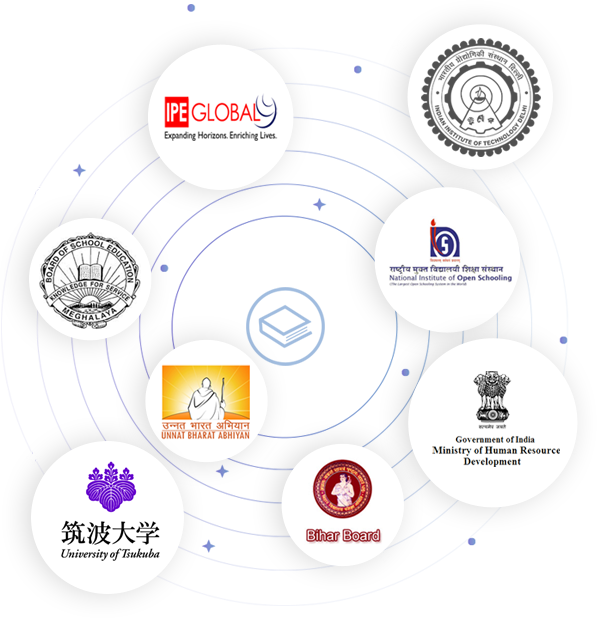 IPE GLOBAL
Expanding Horizons. Enriching Lives.
भारतीय प्रौद्योगिकी संस्थान दिल्ली
INDIAN INSTITUTE OF TECHNOLOGY DELHI
BOARD OF SCHOOL EDUCATION
KNOWLEDGE FOR SERVICE
MEGHALAYA
राष्ट्रीय मुक्त विद्यालयी शिक्षा संस्थान
National Institute of Open Schooling
(The Largest Open Schooling System in the World)
उन्नत भारत अभियान
UNNAT BHARAT ABHIYAN
सत्यमेव जयते
Government of India
Ministry of Human Resource
Development
筑波大学
University of Tsukuba
Bihar Board